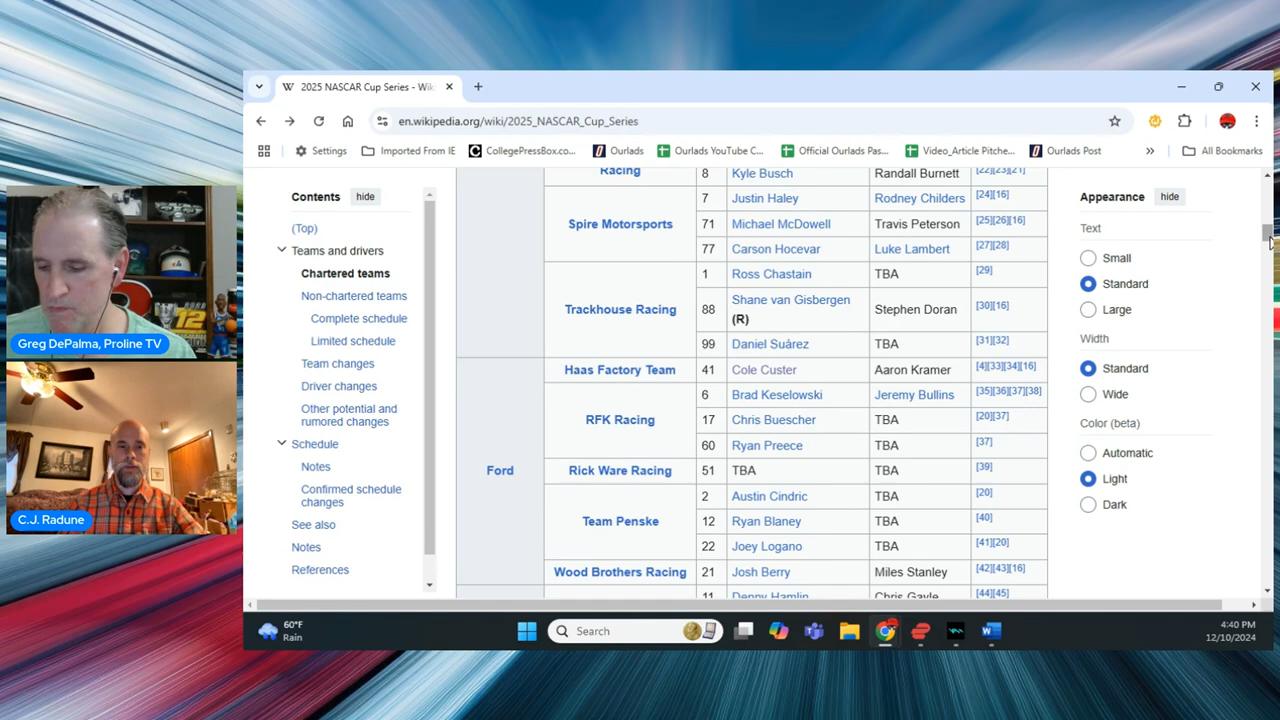 2025 NASCAR Cup Series - Wiki
en.wikipedia.org/wiki/2025_NASCAR_Cup_Series
Settings
Imported From IE
CollegePressBox.co...
Ourlads
Ourlads YouTube C...
Official Ourlads Pas...
Video_Article Pitche...
Ourlads Post
»
All Bookmarks
Contents
hide
(Top)
Teams and drivers
Chartered teams
Non-chartered teams
Complete schedule
Limited schedule
Team changes
Driver changes
Other potential and
rumored changes
Schedule
Notes
Confirmed schedule
changes
See also
Notes
References
Racing 8 Kyle Busch Randall Burnett [22][23][21]
Spire Motorsports
7 Justin Haley Rodney Childers [24][16]
71 Michael McDowell Travis Peterson [25][26][16]
77 Carson Hocevar Luke Lambert [27][28]
Trackhouse Racing
1 Ross Chastain TBA [29]
88 Shane van Gisbergen (R) Stephen Doran [30][16]
99 Daniel Suárez TBA [31][32]
Ford
Haas Factory Team 41 Cole Custer Aaron Kramer [4][33][34][16]
RFK Racing
6 Brad Keselowski Jeremy Bullins [35][36][37][38]
17 Chris Buescher TBA [20][37]
60 Ryan Preece TBA [37]
Rick Ware Racing 51 TBA TBA [39]
Team Penske
2 Austin Cindric TBA [20]
12 Ryan Blaney TBA [40]
22 Joey Logano TBA [41][20]
Wood Brothers Racing 21 Josh Berry Miles Stanley [42][43][16]
11 Denny Hamlin Chris Gayle [44][45]
Appearance
hide
Text
Small
Standard
Large
Width
Standard
Wide
Color (beta)
Automatic
Light
Dark
Greg DePalma, Proline TV
C.J. Radune
60°F
Rain
Search
4:40 PM
12/10/2024